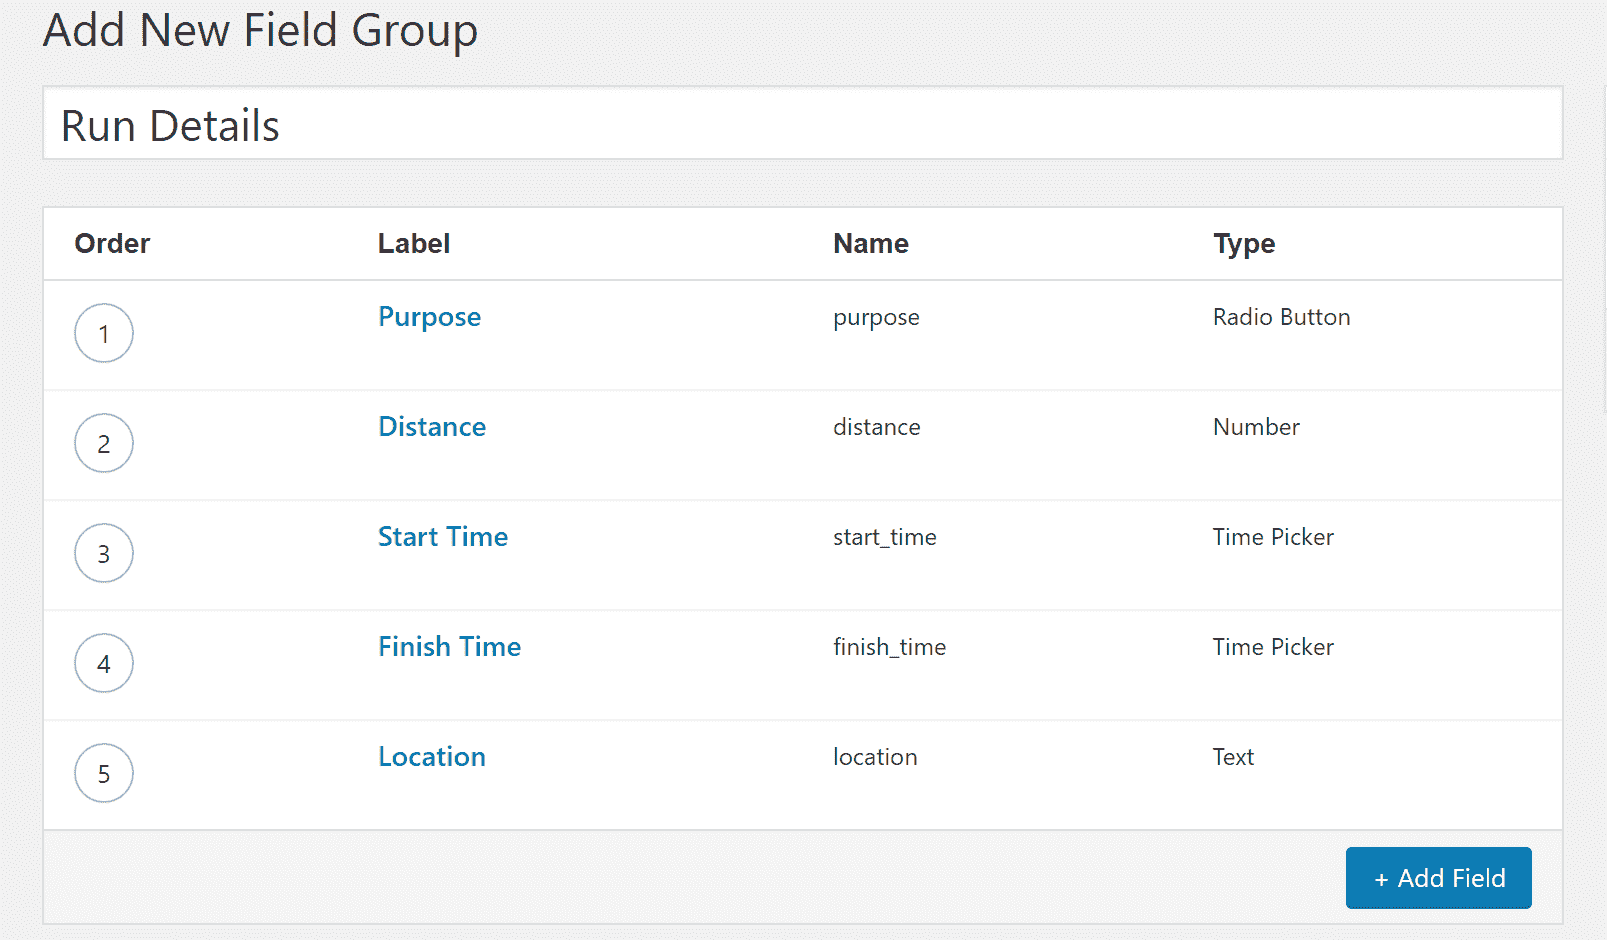 Add New Field Group
Run Details
Order Label Name Type
1 Purpose purpose Radio Button
2 Distance distance Number
3 Start Time start_time Time Picker
4 Finish Time finish_time Time Picker
5 Location location Text
+ Add Field